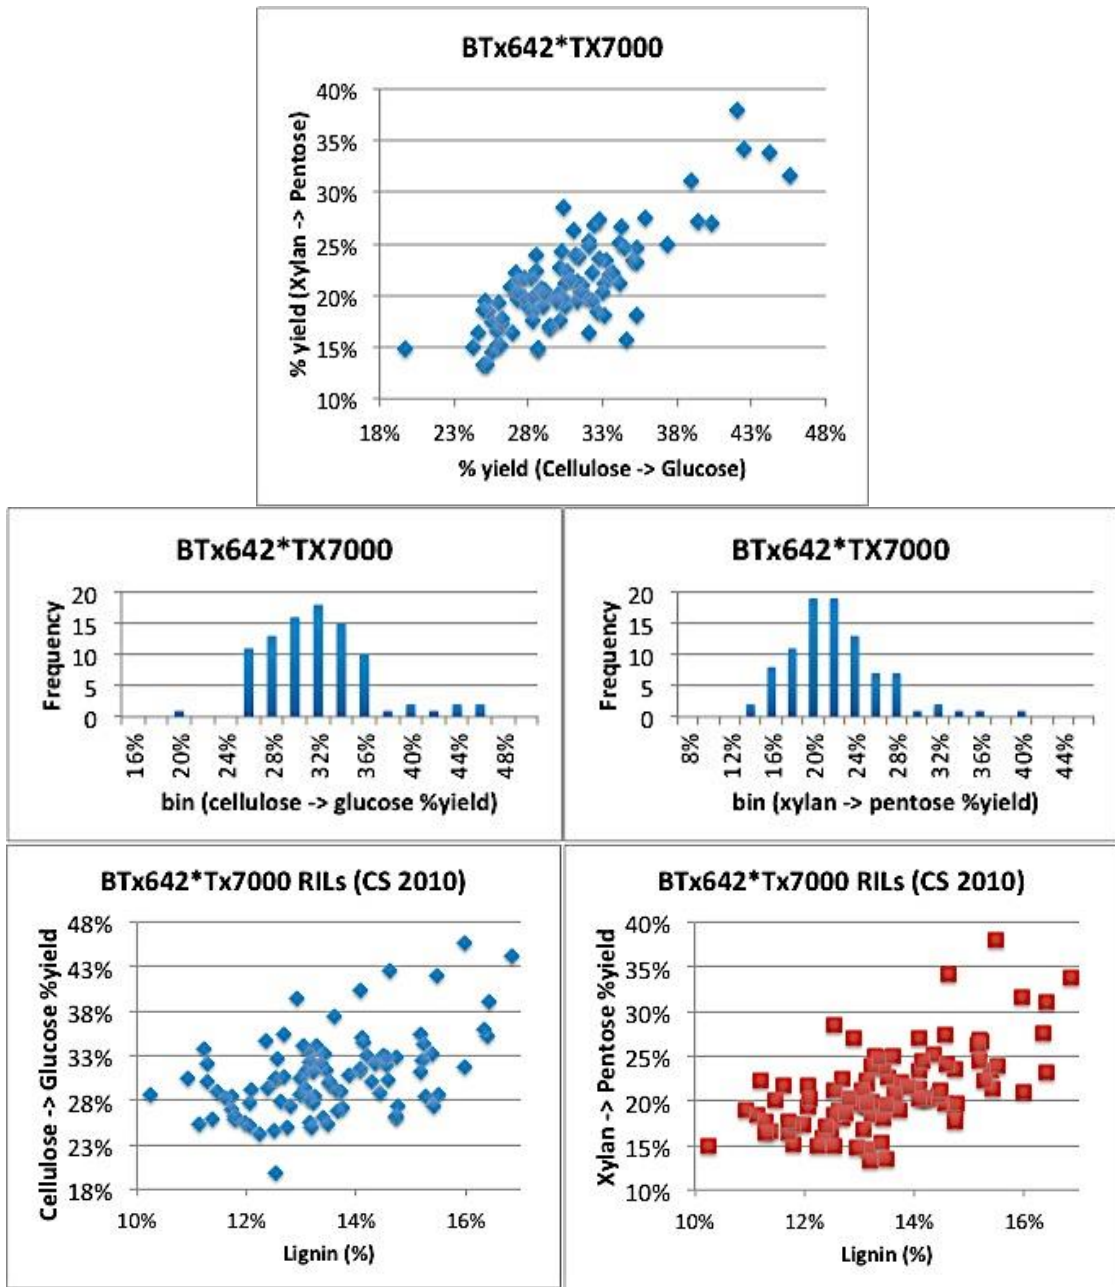 BTx642*TX7000
40%
35%
30%
25%
20%
15%
10%
% yield (Xylan -> Pentose)
18% 23% 28% 33% 38% 43% 48%
% yield (Cellulose -> Glucose)
BTx642*TX7000
20
15
10
5
0
Frequency
16% 20% 24% 28% 32% 36% 40% 44% 48%
bin (cellulose -> glucose %yield)
BTx642*TX7000
20
15
10
5
0
Frequency
8% 12% 16% 20% 24% 28% 32% 36% 40% 44%
bin (xylan -> pentose %yield)
BTx642*Tx7000 RILs (CS 2010)
48%
43%
38%
33%
28%
23%
18%
Cellulose -> Glucose %yield
10% 12% 14% 16%
Lignin (%)
BTx642*Tx7000 RILs (CS 2010)
40%
35%
30%
25%
20%
15%
10%
Xylan -> Pentose %yield
10% 12% 14% 16%
Lignin (%)